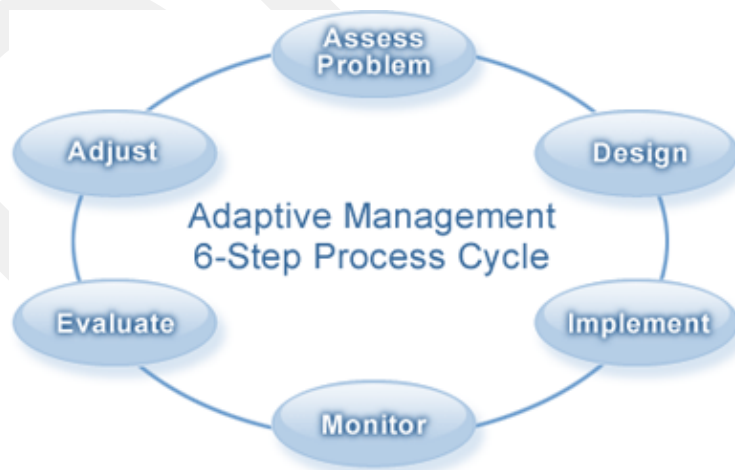 Assess
Problem
Design
Implement
Monitor
Evaluate
Adjust
Adaptive Management
6-Step Process Cycle